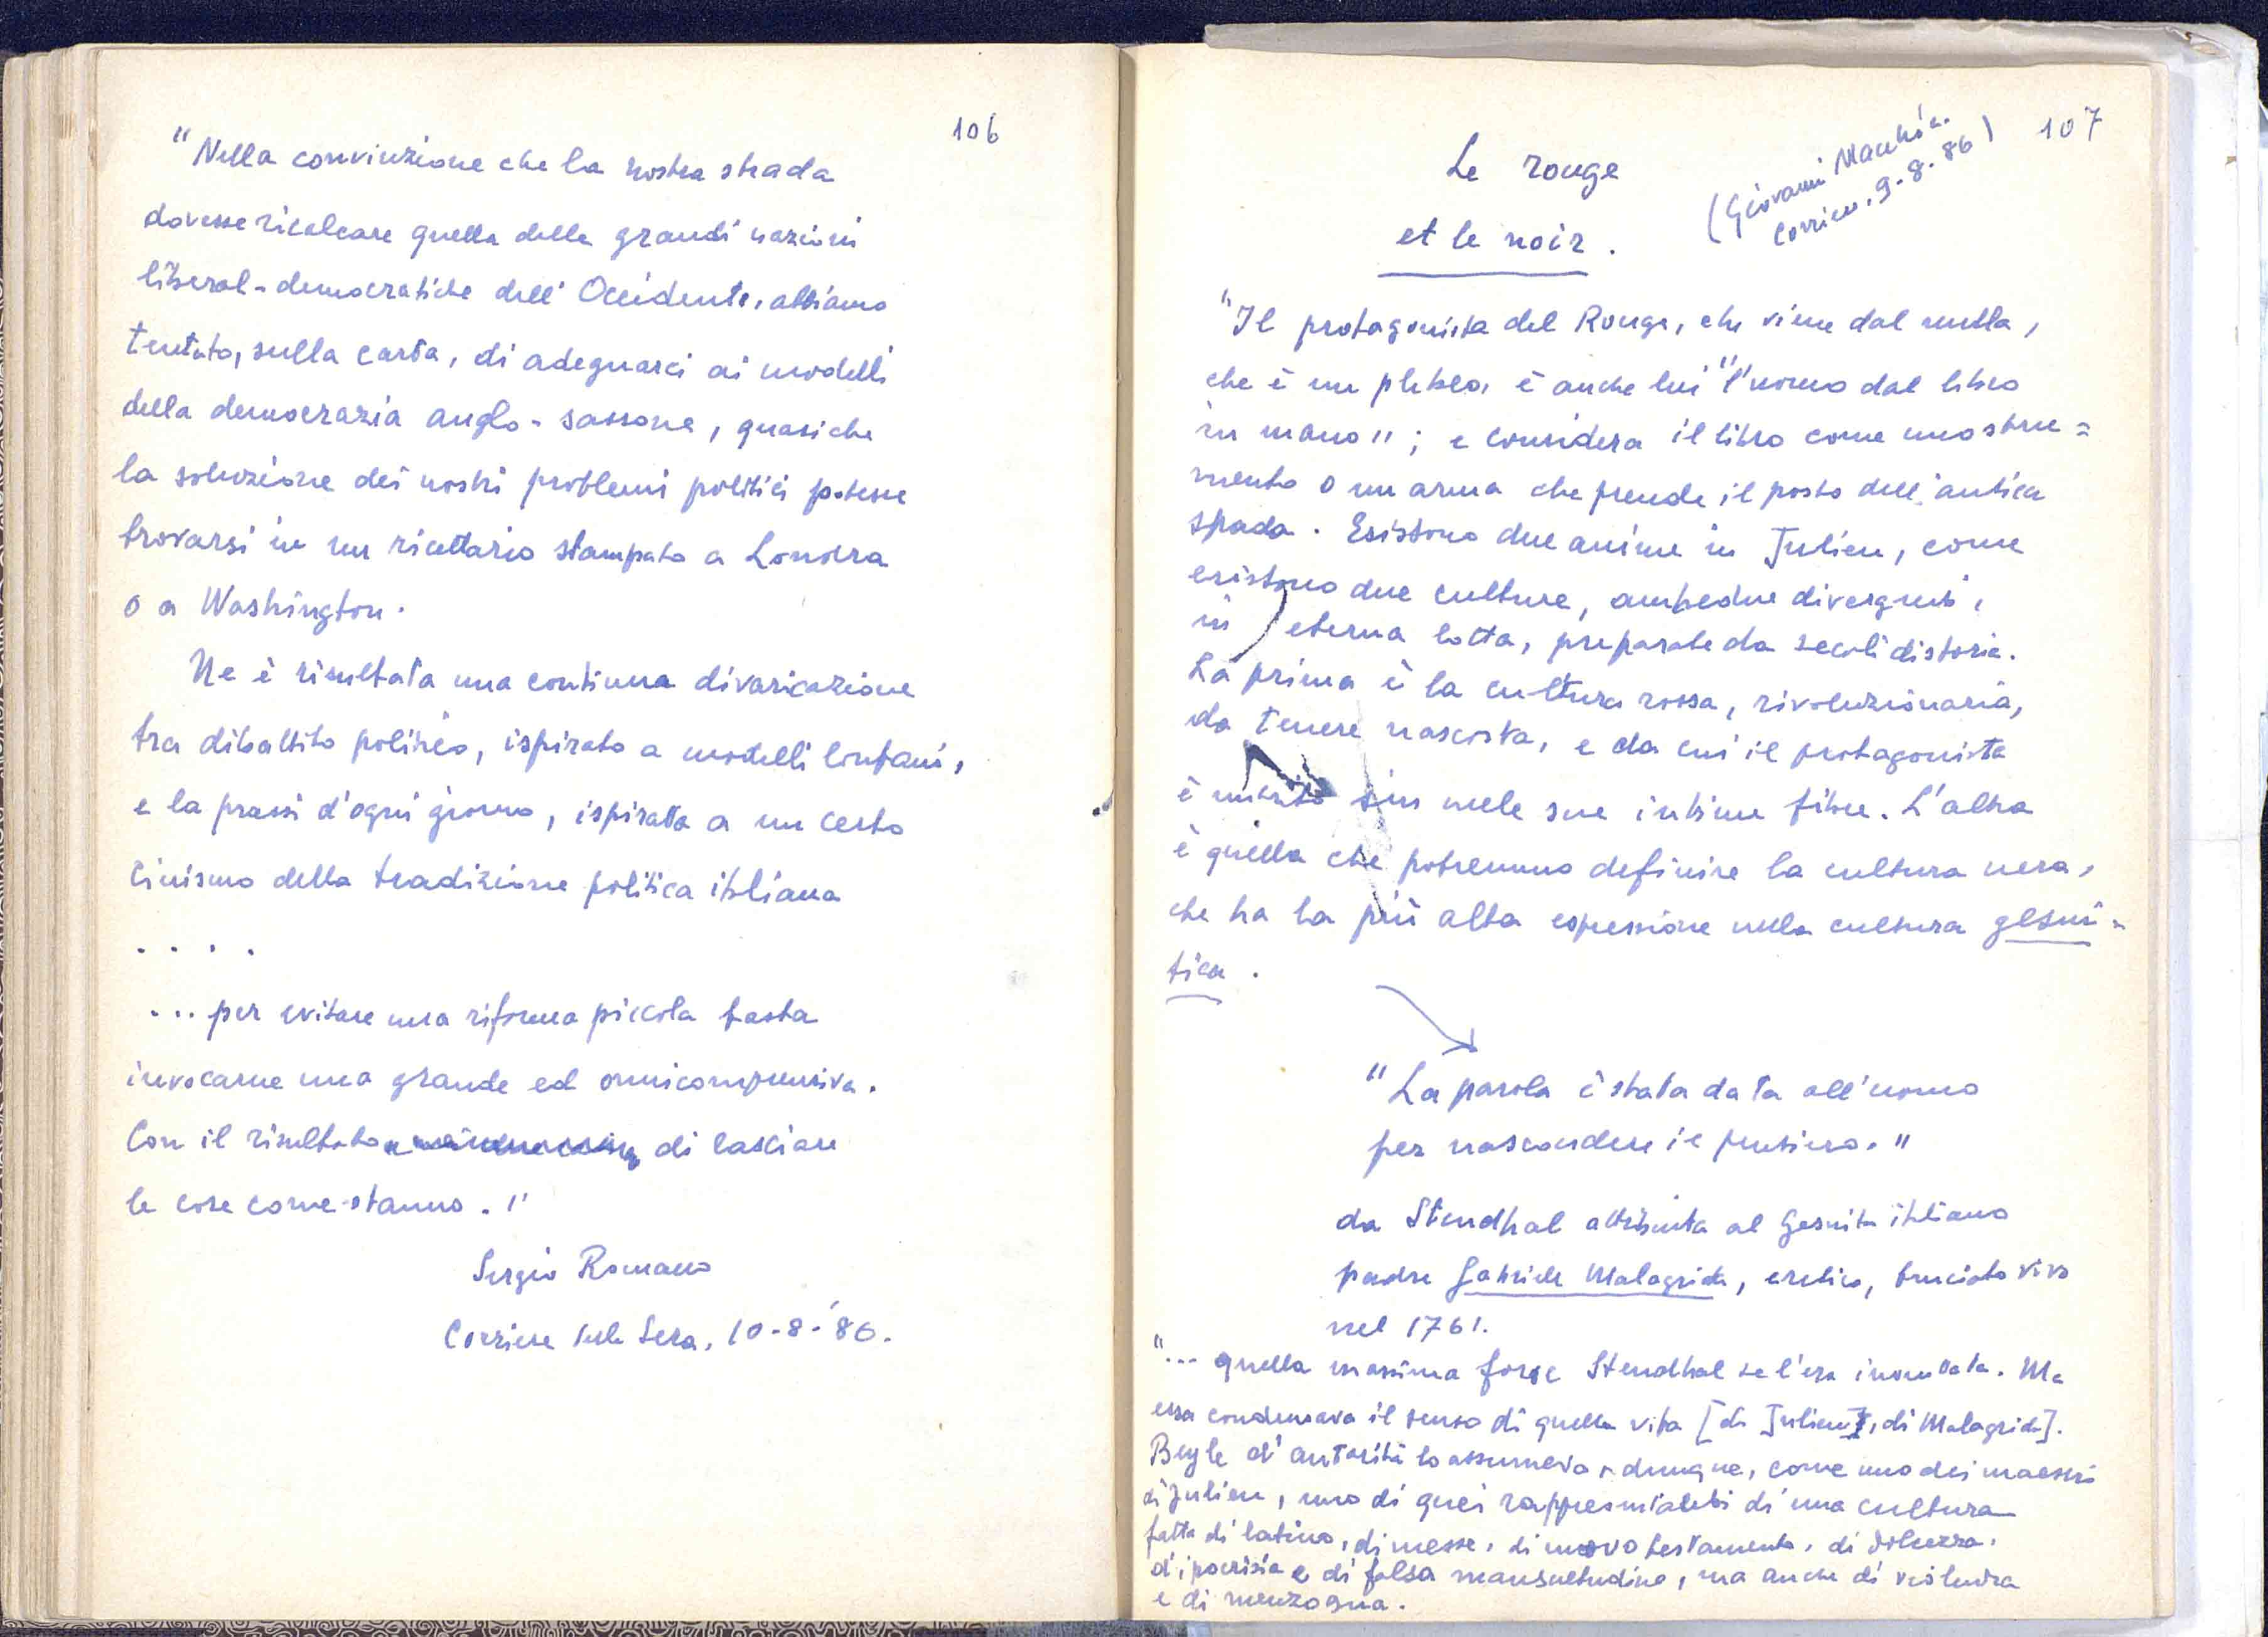 106
"Nella convinzione che la nostra strada
dovesse ricalcare quella delle grandi nazioni
liberal-democratiche dell'Occidente, abbiamo
tentato, sulla carta, di adeguarci ai modelli
della democrazia anglo-sassone, quasiche
la soluzione dei nostri problemi politici potesse
trovarsi in un ricettario stampato a Londra
o a Washington.
Ne è risultata una continua divaricazione
tra dibattito politico, ispirato a modelli lontani,
e la prassi d'ogni giorno, ispirata a un certo
cinismo della tradizione politica italiana
. . . .
... per evitare una riforma piccola basta
invocarne una grande ed omnicomprensiva.
Con il risultato di lasciare
le cose come stanno."
Sergio Romano
Corriere della Sera, 10-8-'86.
107
Le rouge
et le noir.
(Giovanni Macchia.
Corriere. 9-8-86)
"Il protagonista del Rouge, che viene dal nulla,
che è un plebeo, è anche lui "l'uomo dal libro
in mano"; e considera il libro come uno stru=
mento o un arma che prende il posto dell'antica
spada. Esistono due anime in Julien, come
esistono due culture, ambedue divergenti,
in eterna lotta, preparate da secoli di storia.
La prima è la cultura rossa, rivoluzionaria,
da tenere nascosta, e da cui il protagonista
è nutrito sin nele sue intime fibre. L'altra
è quella che potremmo definire la cultura nera,
che ha la più alta espressione nella cultura gesui=
tica.
"La parola è stata data all'uomo
per nascondere il pensiero."
da Stendhal attribuita al Gesuita italiano
padre Gabriele Malagrida, eretico, bruciato vivo
nel 1761.
"... quella massima forse Stendhal se l'era inventata. Ma
essa condensava il senso di quella vita [di Julien, di Malagrida].
Beyle d'autorità lo assumeva, dunque, come uno dei maestri
di Julien, uno di quei rappresentanti di una cultura
fatta di latino, di messe, di nuovo testamento, di dolcezza,
d'ipocrisia e di falsa mansuetudine, ma anche di violenza
e di menzogna.